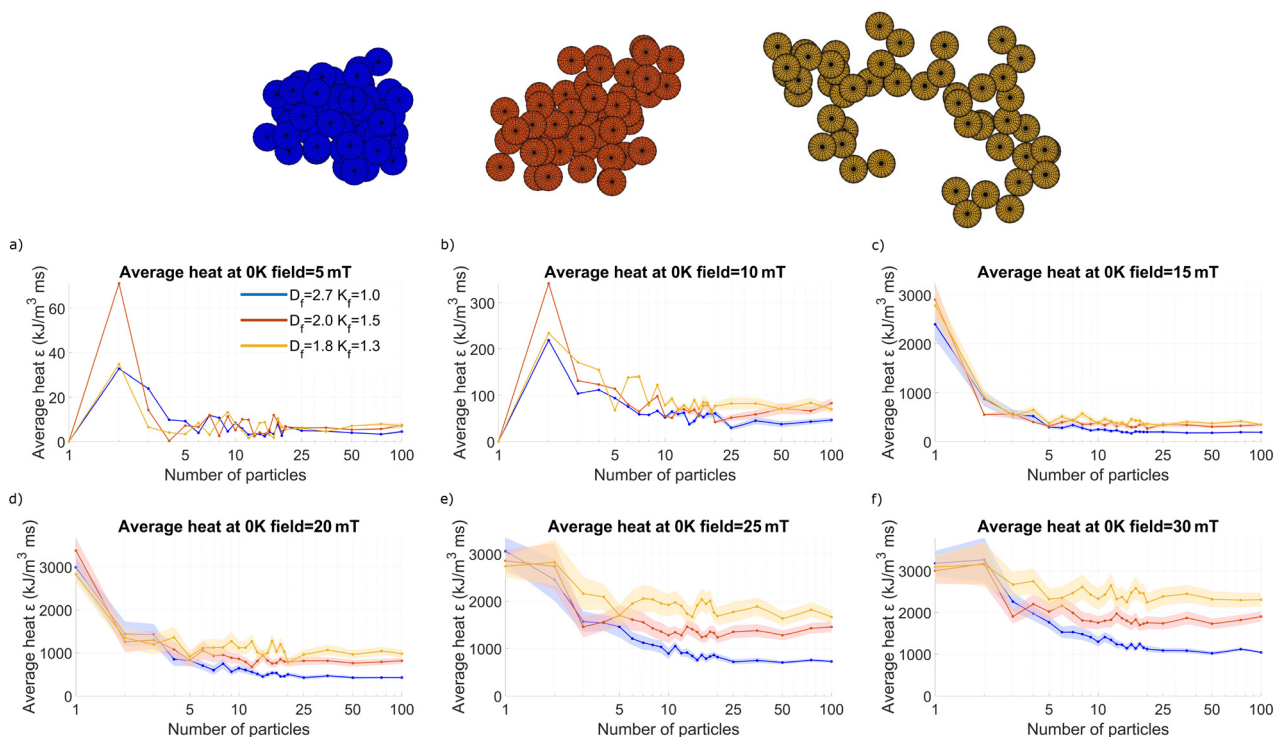 a)
b)
c)
Average heat at 0K field=5 mT
Average heat at 0K field=10 mT
Average heat at 0K field=15 mT
Average heat ε (kJ/m³ ms)
60
40
20
0
D_f=2.7 K_f=1.0
D_f=2.0 K_f=1.5
D_f=1.8 K_f=1.3
1
5
10
25
50
100
Number of particles
Average heat ε (kJ/m³ ms)
300
200
100
0
1
5
10
25
50
100
Number of particles
Average heat ε (kJ/m³ ms)
3000
2000
1000
0
1
5
10
25
50
100
Number of particles
d)
e)
f)
Average heat at 0K field=20 mT
Average heat at 0K field=25 mT
Average heat at 0K field=30 mT
Average heat ε (kJ/m³ ms)
3000
2000
1000
0
1
5
10
25
50
100
Number of particles
Average heat ε (kJ/m³ ms)
3000
2000
1000
0
1
5
10
25
50
100
Number of particles
Average heat ε (kJ/m³ ms)
3000
2000
1000
0
1
5
10
25
50
100
Number of particles